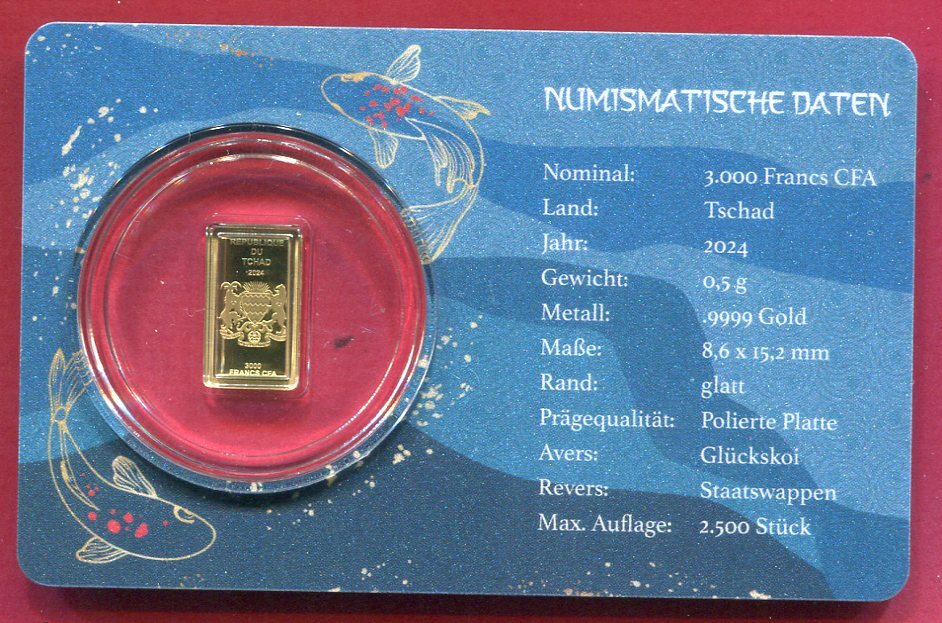 NUMISMATISCHE DATEN
Nominal: 3.000 Francs CFA
Land: Tschad
Jahr: 2024
Gewicht: 0,5 g
Metall: .9999 Gold
Maße: 8,6 x 15,2 mm
Rand: glatt
Prägequalität: Polierte Platte
Avers: Glückskoi
Revers: Staatswappen
Max. Auflage: 2.500 Stück
REPUBLIQUE
DU
TCHAD
2024
3000
FRANCS CFA